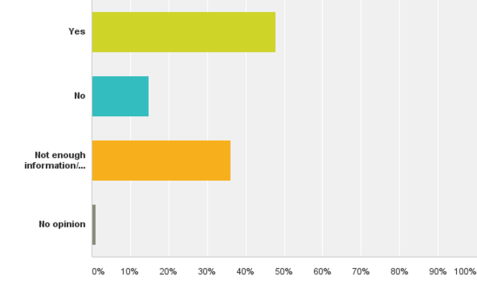 Yes
No
Not enough
information/...
No opinion
0% 10% 20% 30% 40% 50% 60% 70% 80% 90% 100%